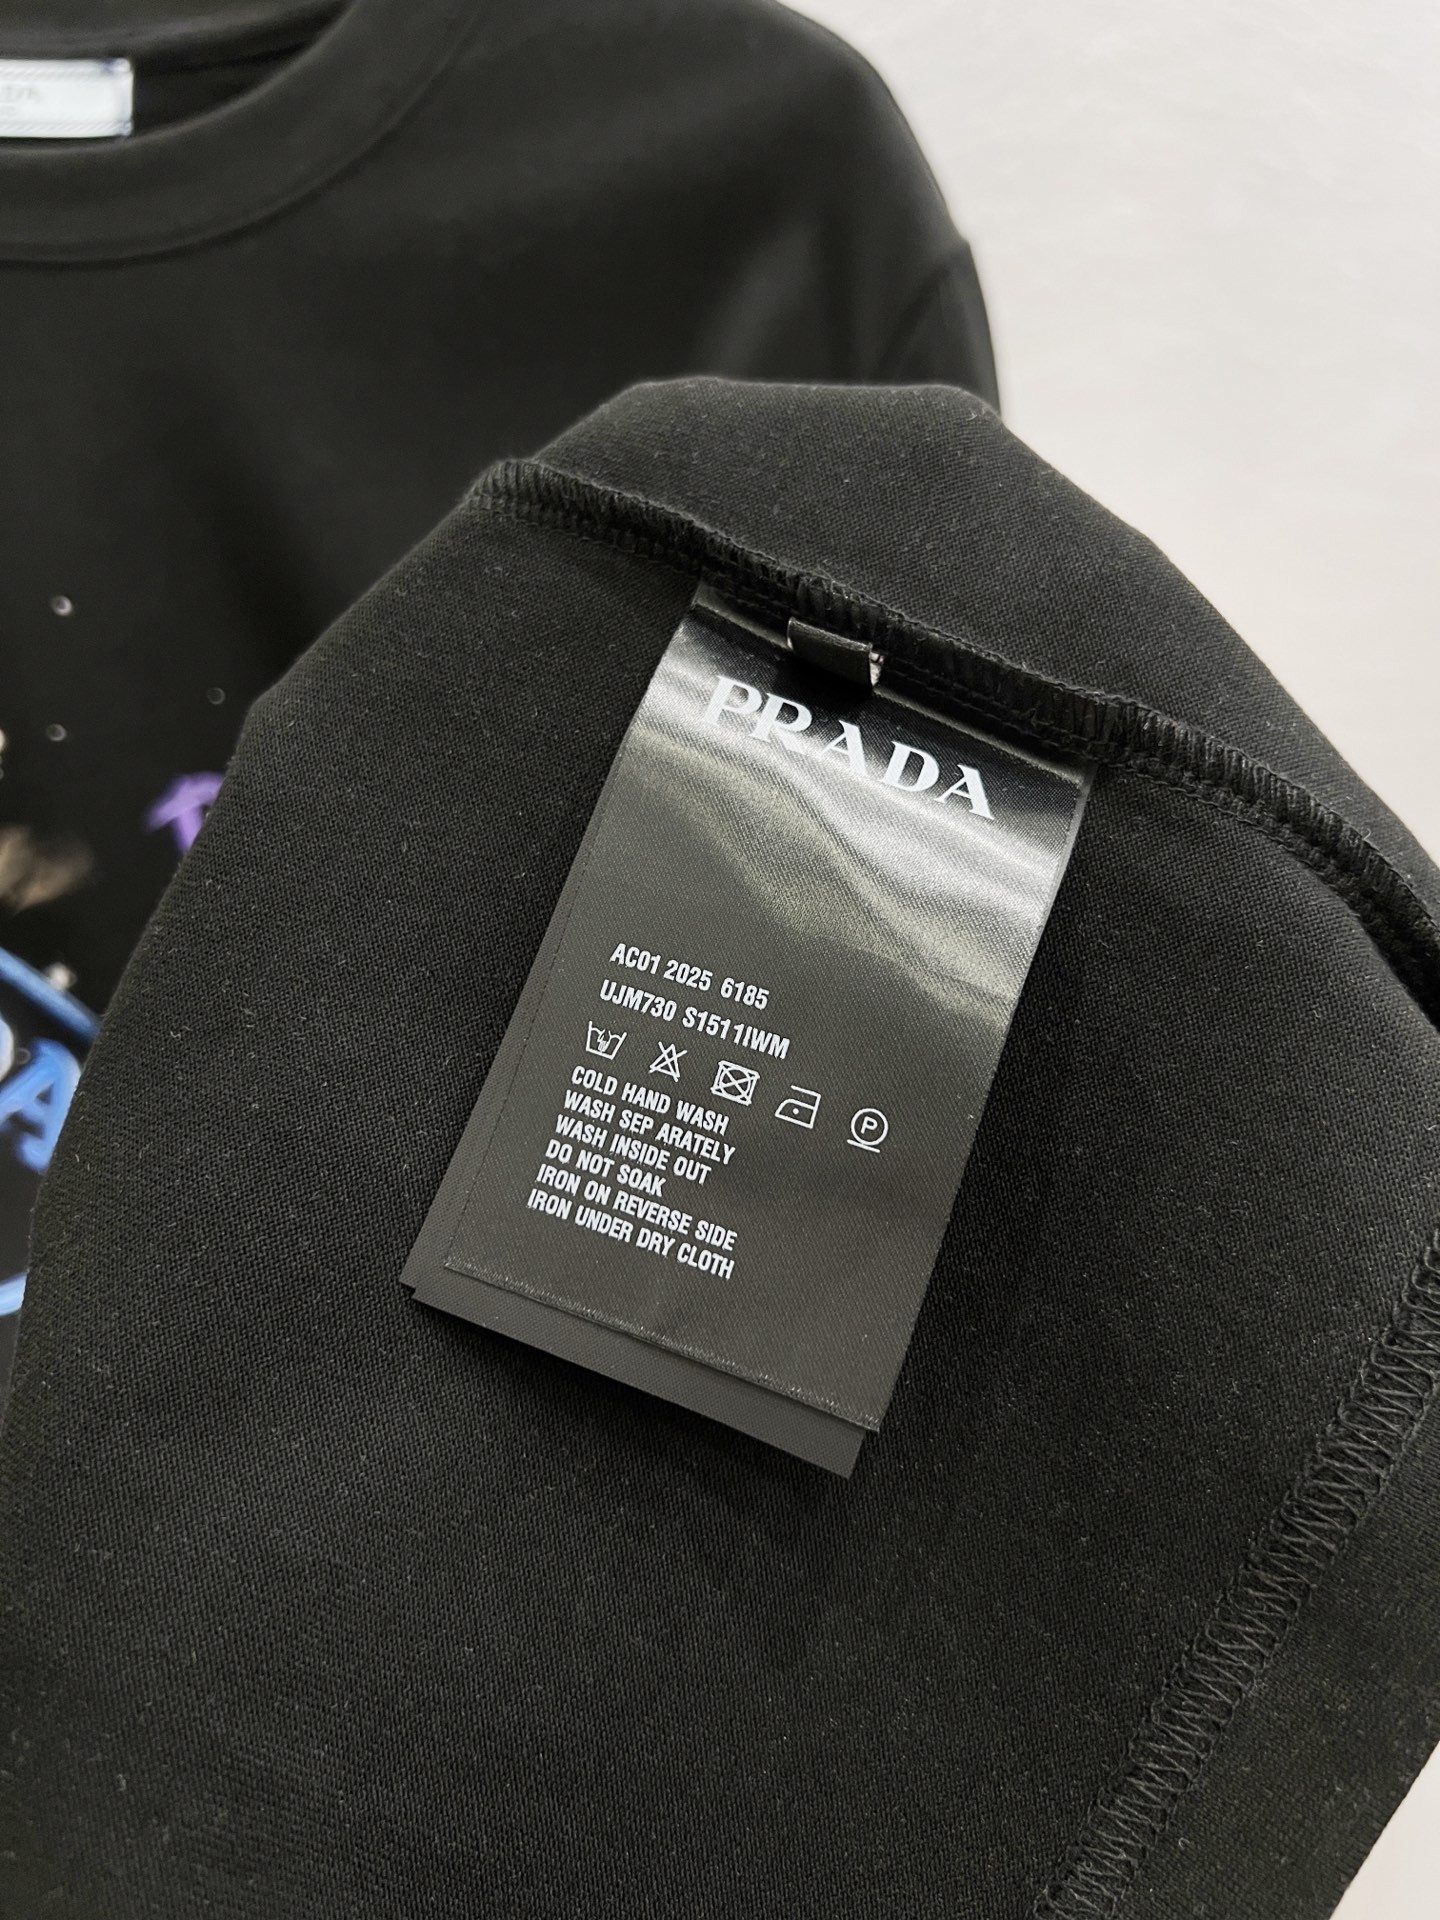 PRADA
AC01 2025 6185
UJM730 S1511IWM
P
COLD HAND WASH
WASH SEP ARATELY
WASH INSIDE OUT
DO NOT SOAK
IRON ON REVERSE SIDE
IRON UNDER DRY CLOTH